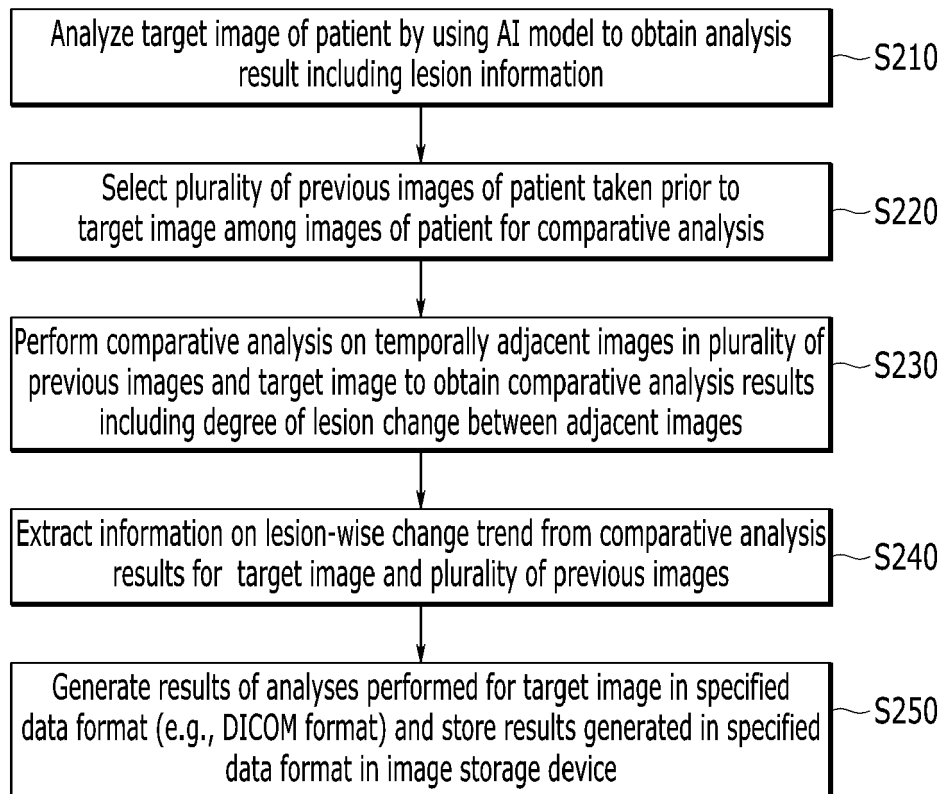 Analyze target image of patient by using AI model to obtain analysis
result including lesion information
S210
Select plurality of previous images of patient taken prior to
target image among images of patient for comparative analysis
S220
Perform comparative analysis on temporally adjacent images in plurality of
previous images and target image to obtain comparative analysis results
including degree of lesion change between adjacent images
S230
Extract information on lesion-wise change trend from comparative analysis
results for target image and plurality of previous images
S240
Generate results of analyses performed for target image in specified
data format (e.g., DICOM format) and store results generated in specified
data format in image storage device
S250